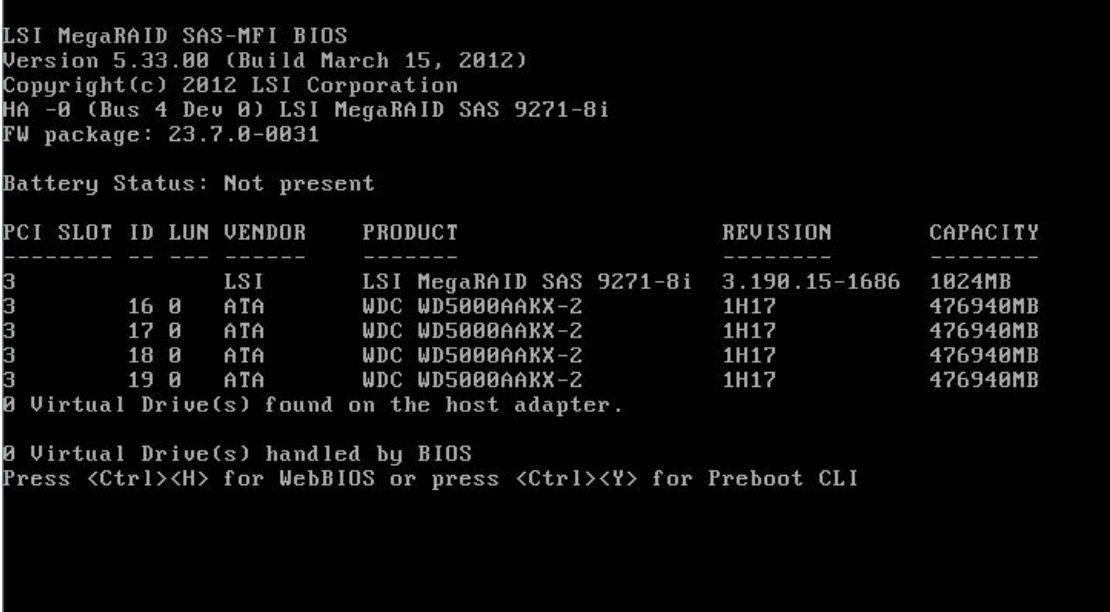 LSI MegaRAID SAS-MFI BIOS
Version 5.33.00 (Build March 15, 2012)
Copyright(c) 2012 LSI Corporation
HA -0 (Bus 4 Dev 0) LSI MegaRAID SAS 9271-8i
FW package: 23.7.0-0031
Battery Status: Not present
PCI SLOT ID LUN VENDOR PRODUCT REVISION CAPACITY
-------- -- --- ------ ------- -------- --------
3 LSI LSI MegaRAID SAS 9271-8i 3.190.15-1686 1024MB
3 16 0 ATA WDC WD5000AAKX-2 1H17 476940MB
3 17 0 ATA WDC WD5000AAKX-2 1H17 476940MB
3 18 0 ATA WDC WD5000AAKX-2 1H17 476940MB
3 19 0 ATA WDC WD5000AAKX-2 1H17 476940MB
0 Virtual Drive(s) found on the host adapter.
0 Virtual Drive(s) handled by BIOS
Press <Ctrl><H> for WebBIOS or press <Ctrl><Y> for Preboot CLI